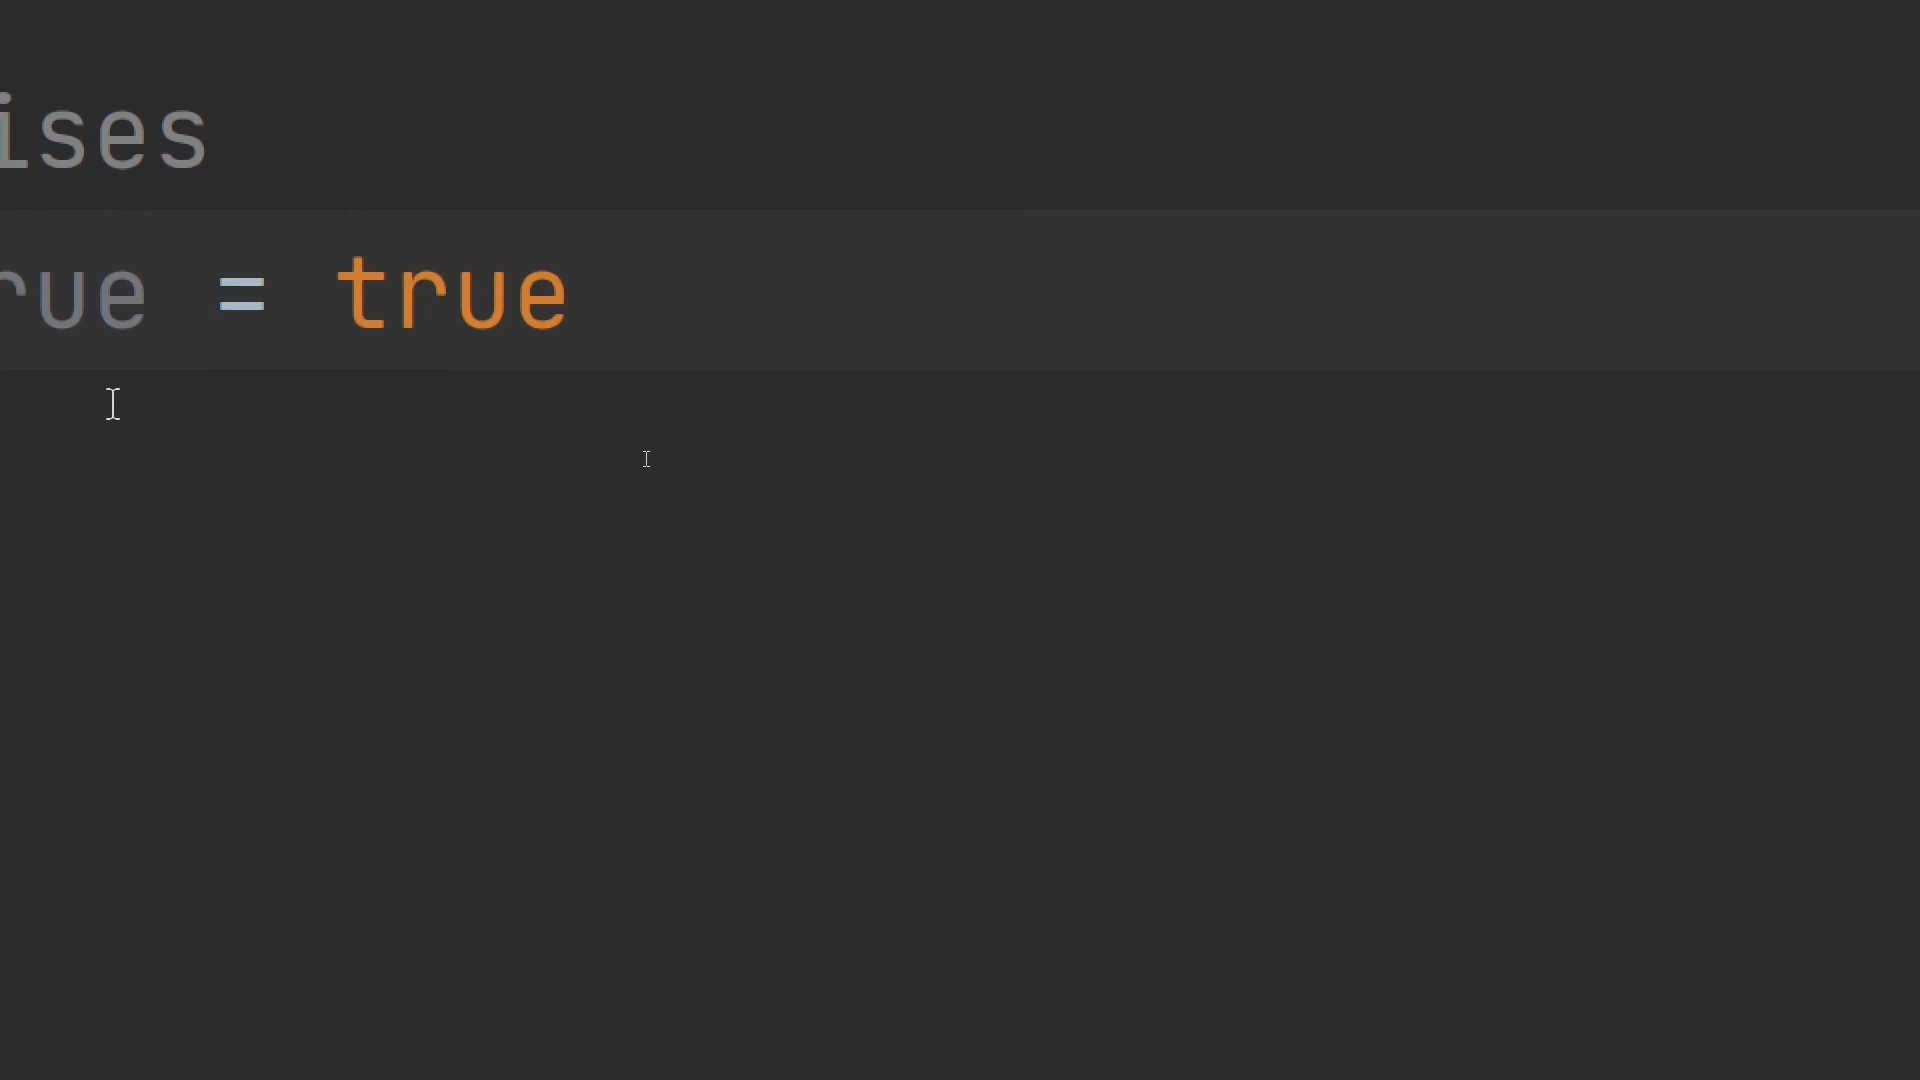 ises
rue = true